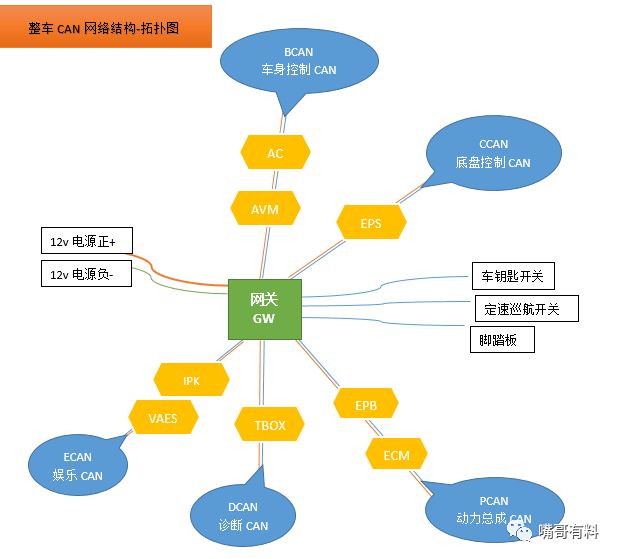 整车 CAN 网络结构-拓扑图
BCAN
车身控制 CAN
CCAN
底盘控制 CAN
AC
AVM
EPS
12v 电源正+
12v 电源负-
网关
GW
车钥匙开关
定速巡航开关
脚踏板
IPK
VAES
TBOX
EPB
ECM
ECAN
娱乐 CAN
DCAN
诊断 CAN
PCAN
动力总成 CAN
嘴哥有料